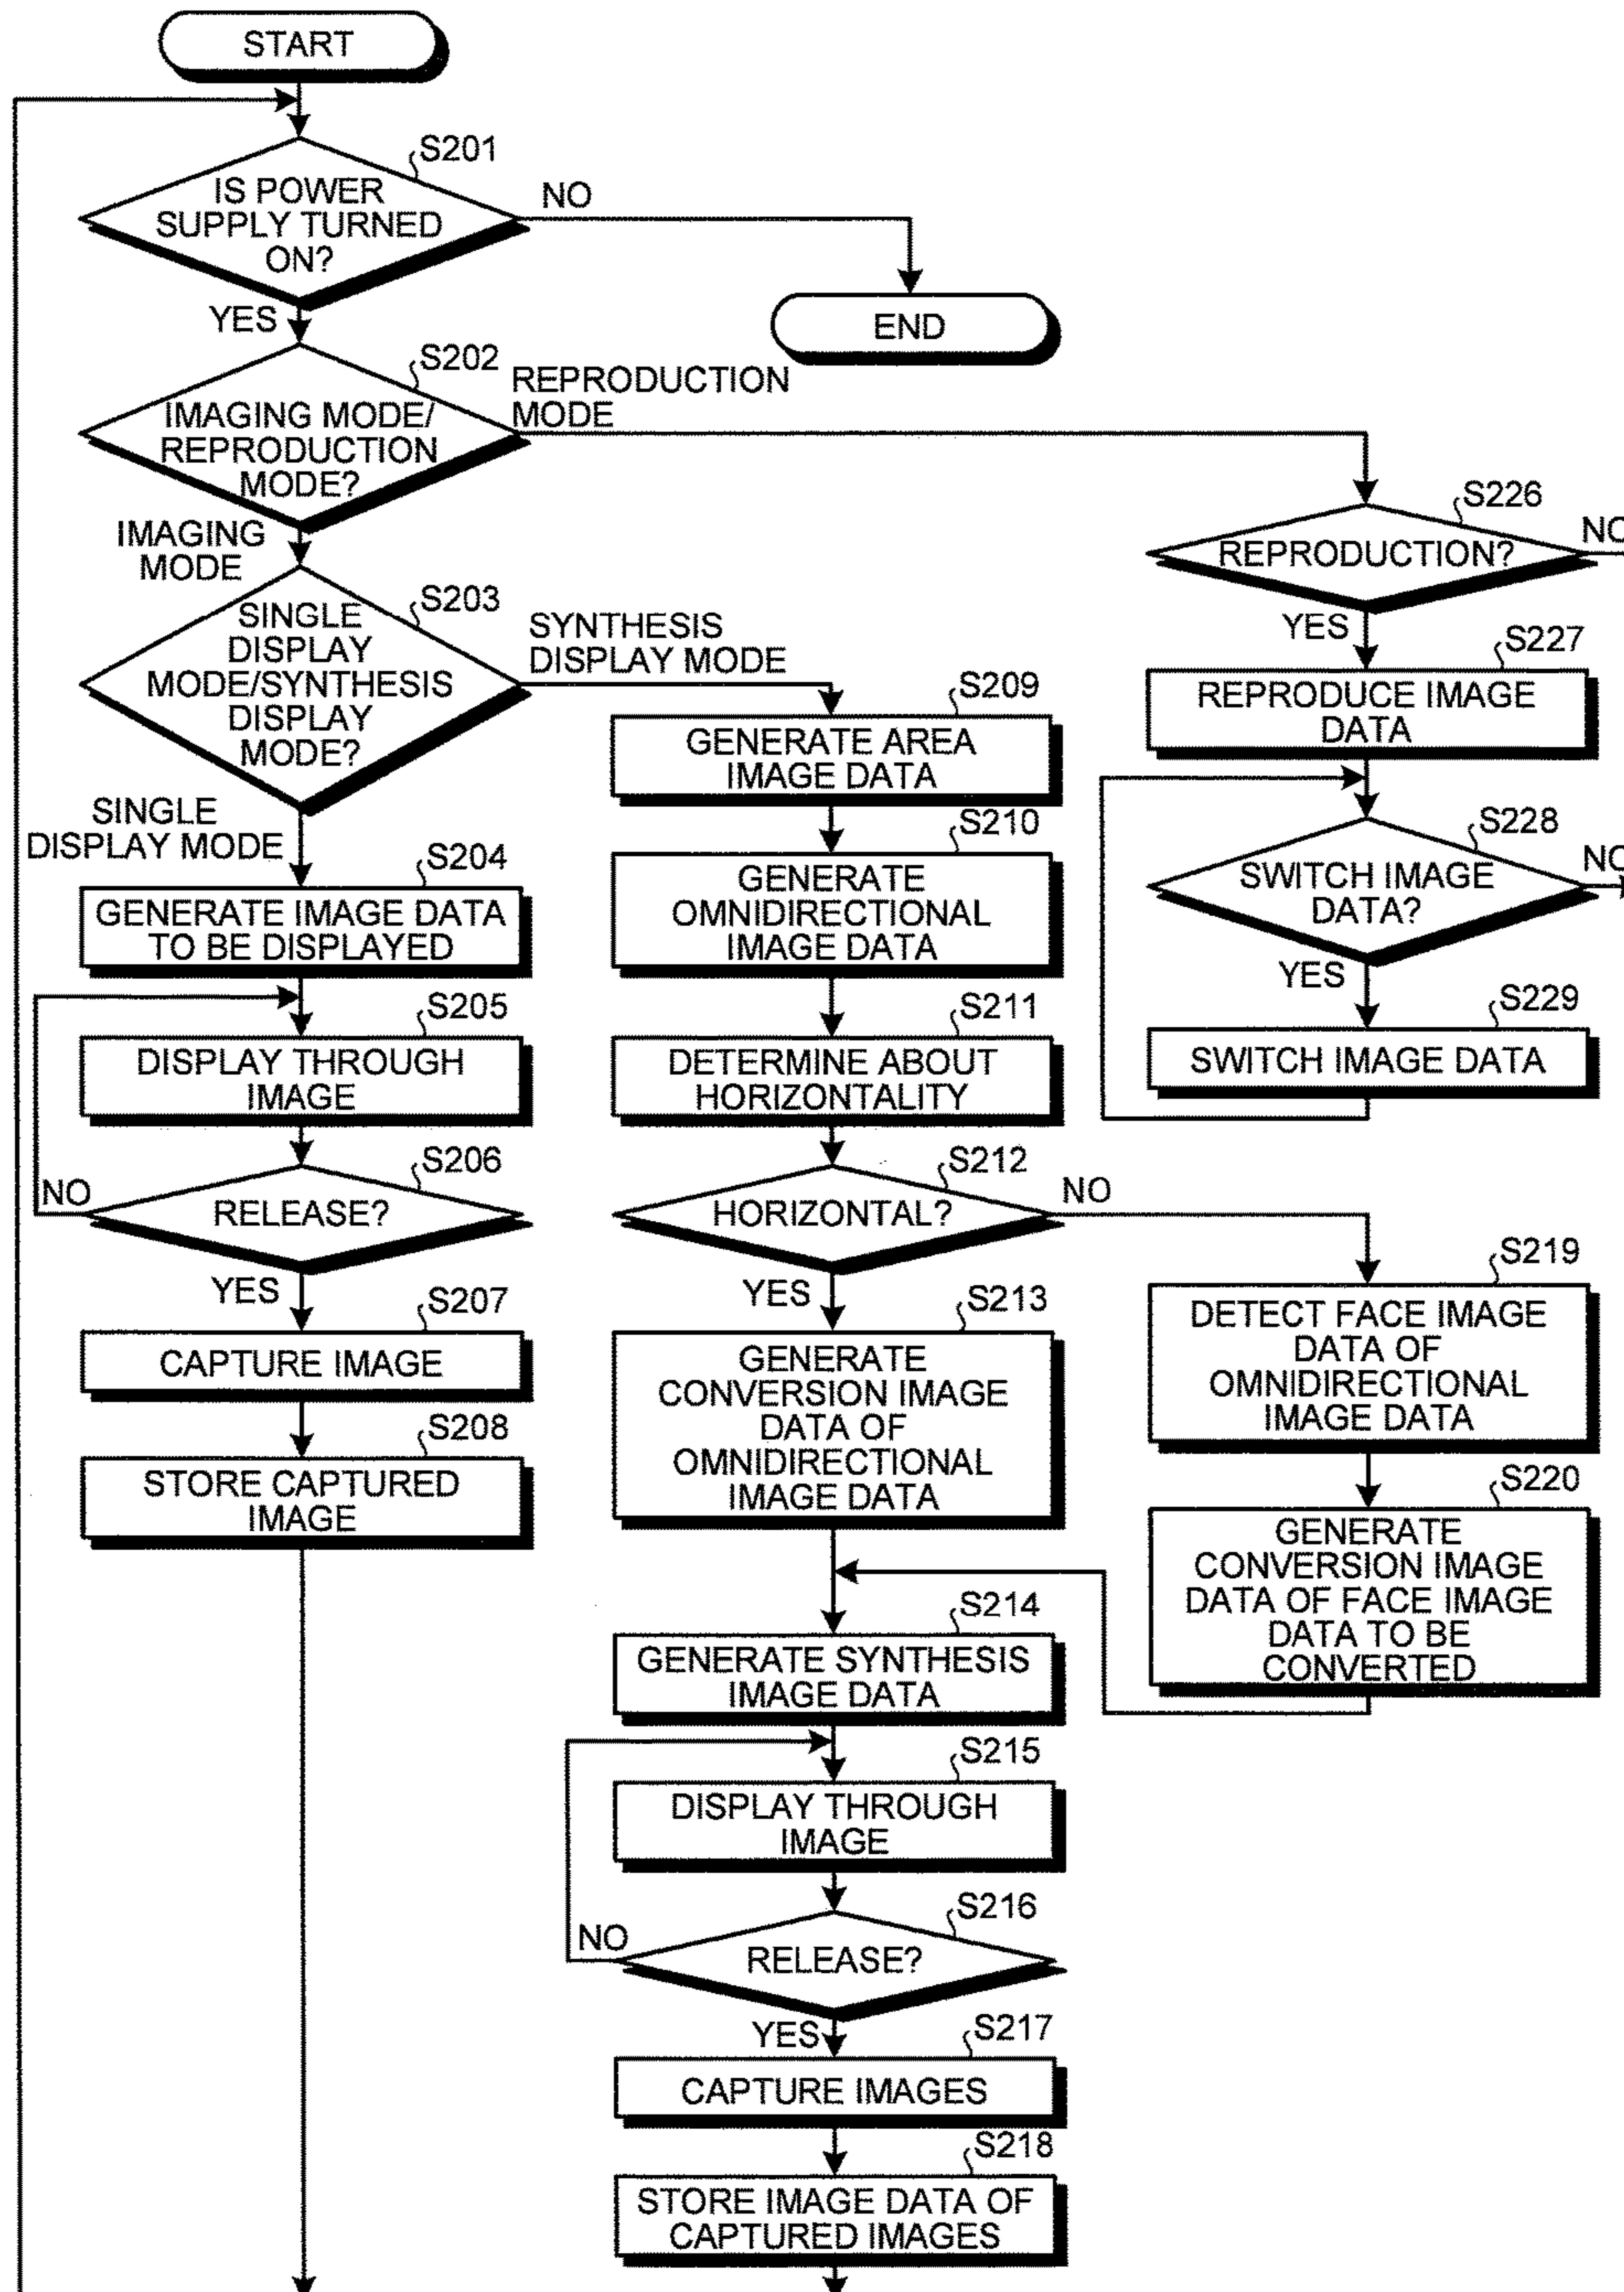 START
S201
IS POWER
SUPPLY TURNED
ON?
NO
END
YES
S202
IMAGING MODE/
REPRODUCTION
MODE?
REPRODUCTION
MODE
IMAGING
MODE
S203
SINGLE
DISPLAY
MODE/SYNTHESIS
DISPLAY
MODE?
SYNTHESIS
DISPLAY MODE
SINGLE
DISPLAY MODE
S204
GENERATE IMAGE DATA
TO BE DISPLAYED
S205
DISPLAY THROUGH
IMAGE
S206
RELEASE?
NO
YES
S207
CAPTURE IMAGE
S208
STORE CAPTURED
IMAGE
S209
GENERATE AREA
IMAGE DATA
S210
GENERATE
OMNIDIRECTIONAL
IMAGE DATA
S211
DETERMINE ABOUT
HORIZONTALITY
S212
HORIZONTAL?
NO
YES
S213
GENERATE
CONVERSION IMAGE
DATA OF
OMNIDIRECTIONAL
IMAGE DATA
S214
GENERATE SYNTHESIS
IMAGE DATA
S215
DISPLAY THROUGH
IMAGE
S216
RELEASE?
NO
YES
S217
CAPTURE IMAGES
S218
STORE IMAGE DATA OF
CAPTURED IMAGES
S219
DETECT FACE IMAGE
DATA OF
OMNIDIRECTIONAL
IMAGE DATA
S220
GENERATE
CONVERSION IMAGE
DATA OF FACE IMAGE
DATA TO BE
CONVERTED
S226
REPRODUCTION?
NO
YES
S227
REPRODUCE IMAGE
DATA
S228
SWITCH IMAGE
DATA?
NO
YES
S229
SWITCH IMAGE DATA